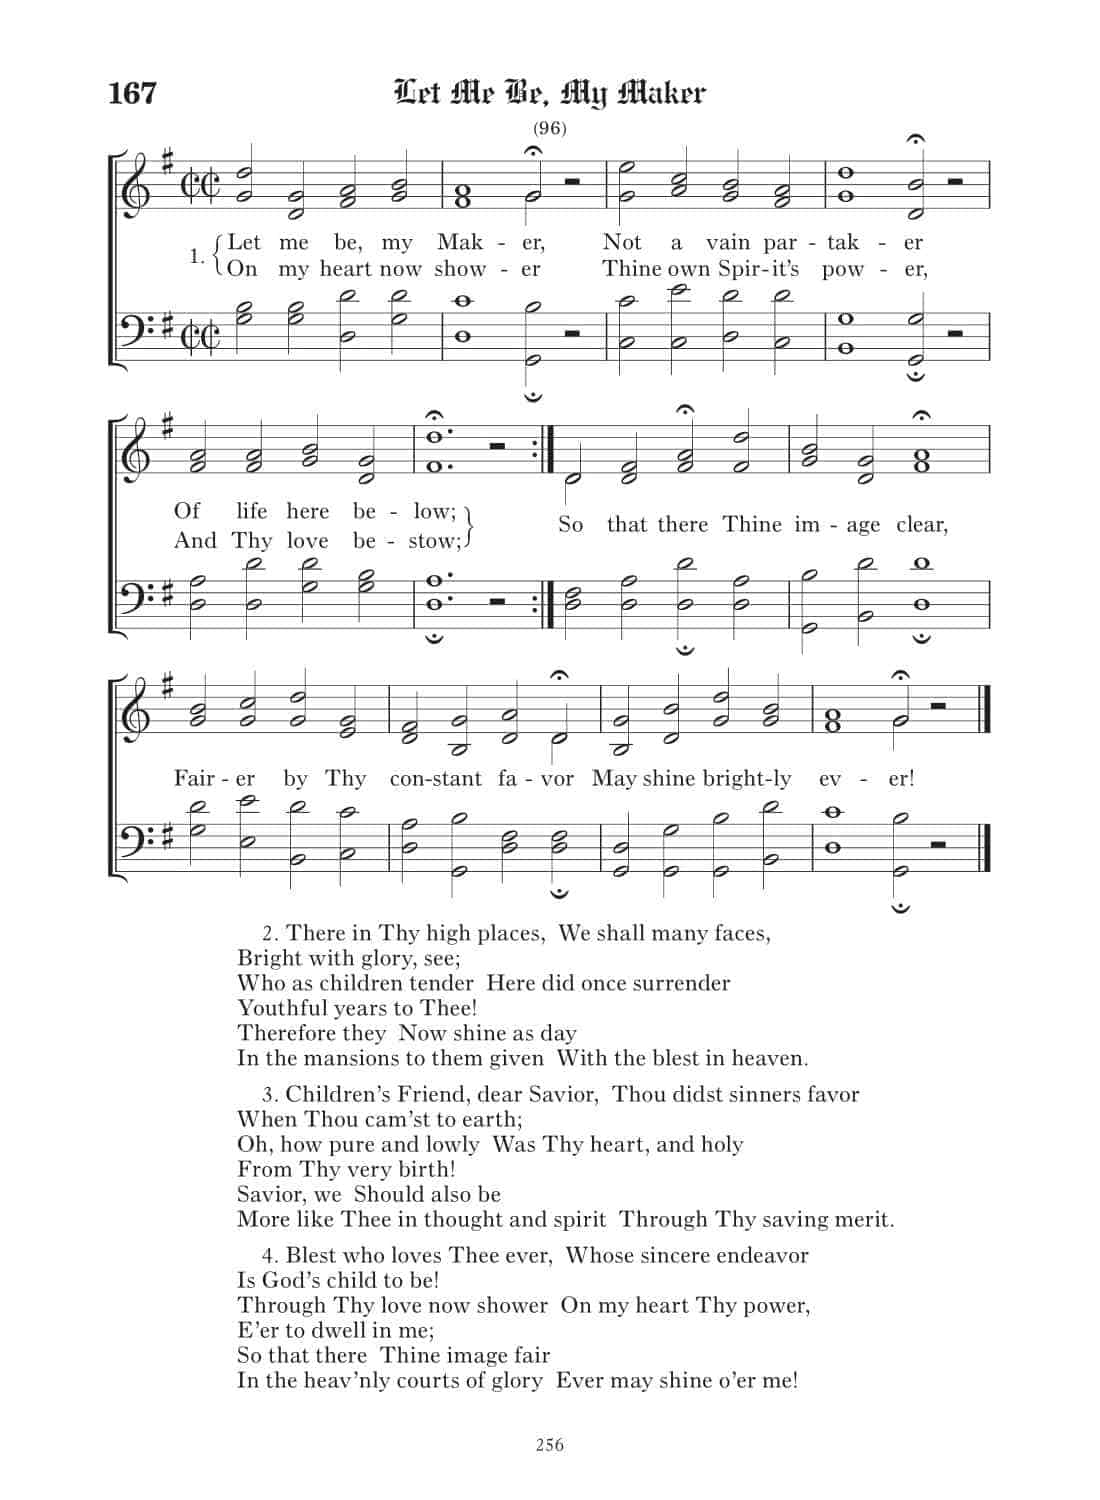 167 Let Me Be, My Maker
(96)
1. Let me be, my Mak - er, Not a vain par - tak - er
On my heart now show - er Thine own Spir - it's pow - er,
Of life here be - low;
And Thy love be - stow;
So that there Thine im - age clear,
Fair - er by Thy con-stant fa - vor May shine bright-ly ev - er!
2. There in Thy high places, We shall many faces,
Bright with glory, see;
Who as children tender Here did once surrender
Youthful years to Thee!
Therefore they Now shine as day
In the mansions to them given With the blest in heaven.
3. Children's Friend, dear Savior, Thou didst sinners favor
When Thou cam'st to earth;
Oh, how pure and lowly Was Thy heart, and holy
From Thy very birth!
Savior, we Should also be
More like Thee in thought and spirit Through Thy saving merit.
4. Blest who loves Thee ever, Whose sincere endeavor
Is God's child to be!
Through Thy love now shower On my heart Thy power,
E'er to dwell in me;
So that there Thine image fair
In the heav'nly courts of glory Ever may shine o'er me!
256